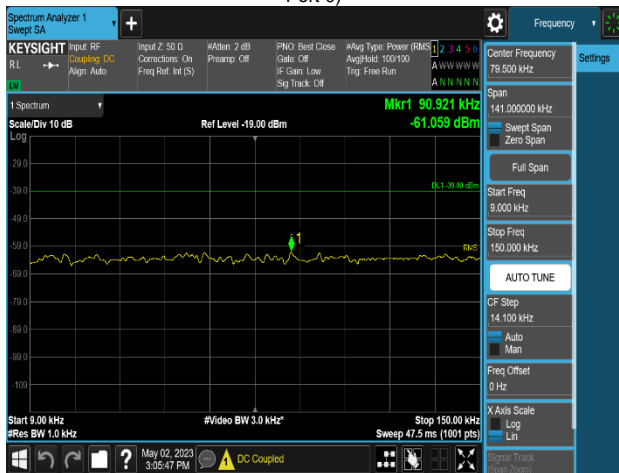 Spectrum Analyzer 1
Swept SA
+
Frequency
KEYSIGHT
RL
Input: RF
Coupling: DC
Align: Auto
Input Z: 50 Ω
Corrections: On
Freq Ref: Int (S)
#Atten: 2 dB
Preamp: Off
PNO: Best Close
Gate: Off
IF Gain: Low
Sig Track: Off
#Avg Type: Power (RMS
Avg|Hold: 100/100
Trig: Free Run
1 2 3 4 5 6
A W W W W W
A N N N N N
1 Spectrum
Scale/Div 10 dB
Log
Ref Level -19.00 dBm
Mkr1 90.921 kHz
-61.059 dBm
-29.0
-39.0
-49.0
-59.0
-69.0
-79.0
-89.0
-99.0
-109
DL1 -39.00 dBm
1
RMS
Start 9.00 kHz
#Res BW 1.0 kHz
#Video BW 3.0 kHz*
Stop 150.00 kHz
Sweep 47.5 ms (1001 pts)
Center Frequency
79.500 kHz
Settings
Span
141.000000 kHz
Swept Span
Zero Span
Full Span
Start Freq
9.000 kHz
Stop Freq
150.000 kHz
AUTO TUNE
CF Step
14.100 kHz
Auto
Man
Freq Offset
0 Hz
X Axis Scale
Log
Lin
Signal Track
(Span Zoom)
?
May 02, 2023
3:05:47 PM
DC Coupled